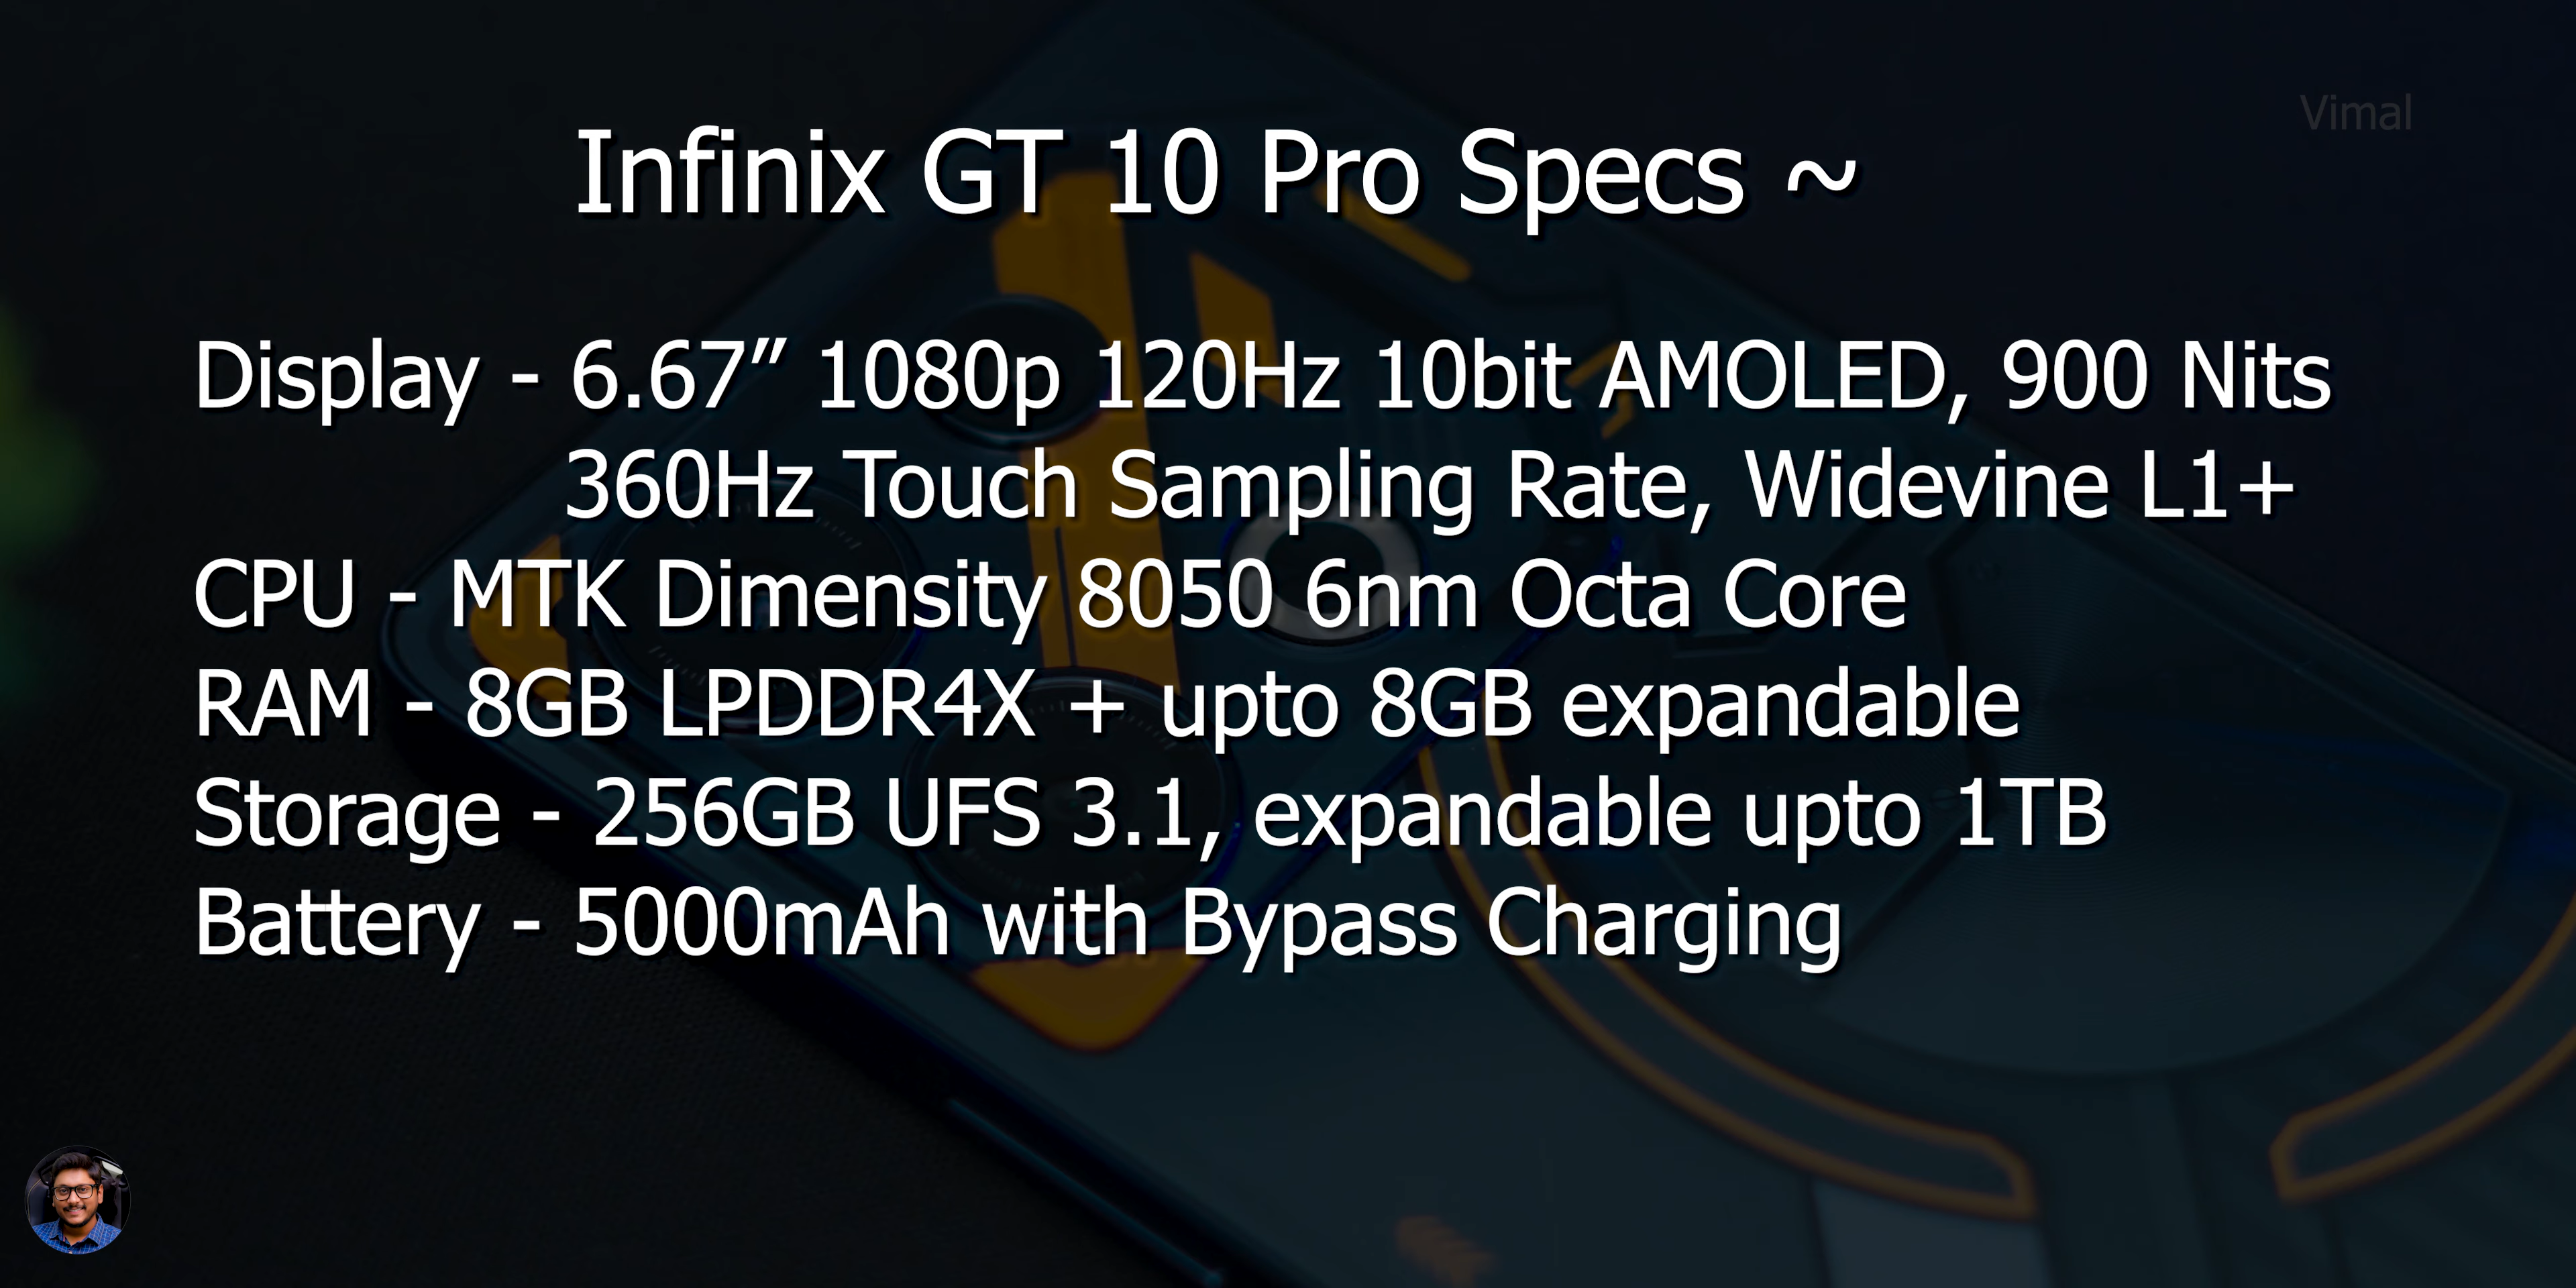 Vimal
Infinix GT 10 Pro Specs ~
Display - 6.67” 1080p 120Hz 10bit AMOLED, 900 Nits
360Hz Touch Sampling Rate, Widevine L1+
CPU - MTK Dimensity 8050 6nm Octa Core
RAM - 8GB LPDDR4X + upto 8GB expandable
Storage - 256GB UFS 3.1, expandable upto 1TB
Battery - 5000mAh with Bypass Charging